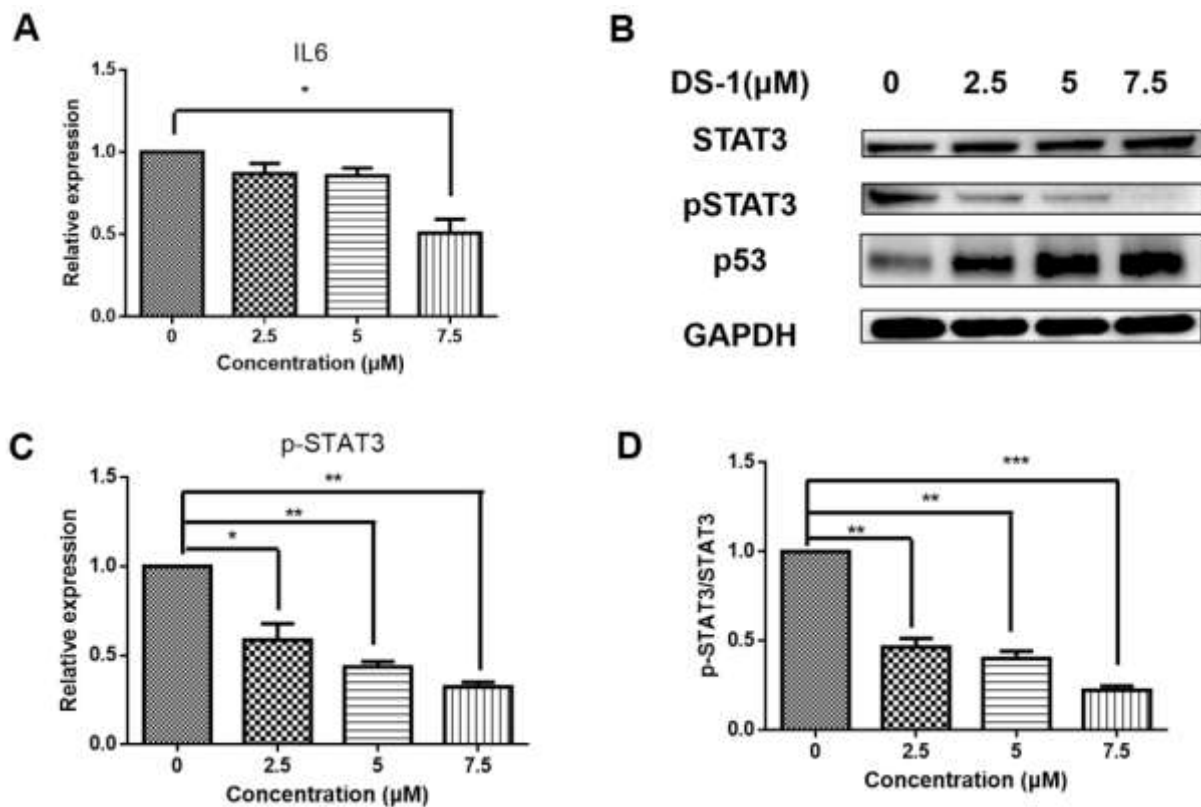 A
IL6
*
Relative expression
1.5
1.0
0.5
0.0
0 2.5 5 7.5
Concentration (µM)
B
DS-1(µM) 0 2.5 5 7.5
STAT3
pSTAT3
p53
GAPDH
C
p-STAT3
**
**
*
Relative expression
1.5
1.0
0.5
0.0
0 2.5 5 7.5
Concentration (µM)
D
***
**
**
p-STAT3/STAT3
1.5
1.0
0.5
0.0
0 2.5 5 7.5
Concentration (µM)